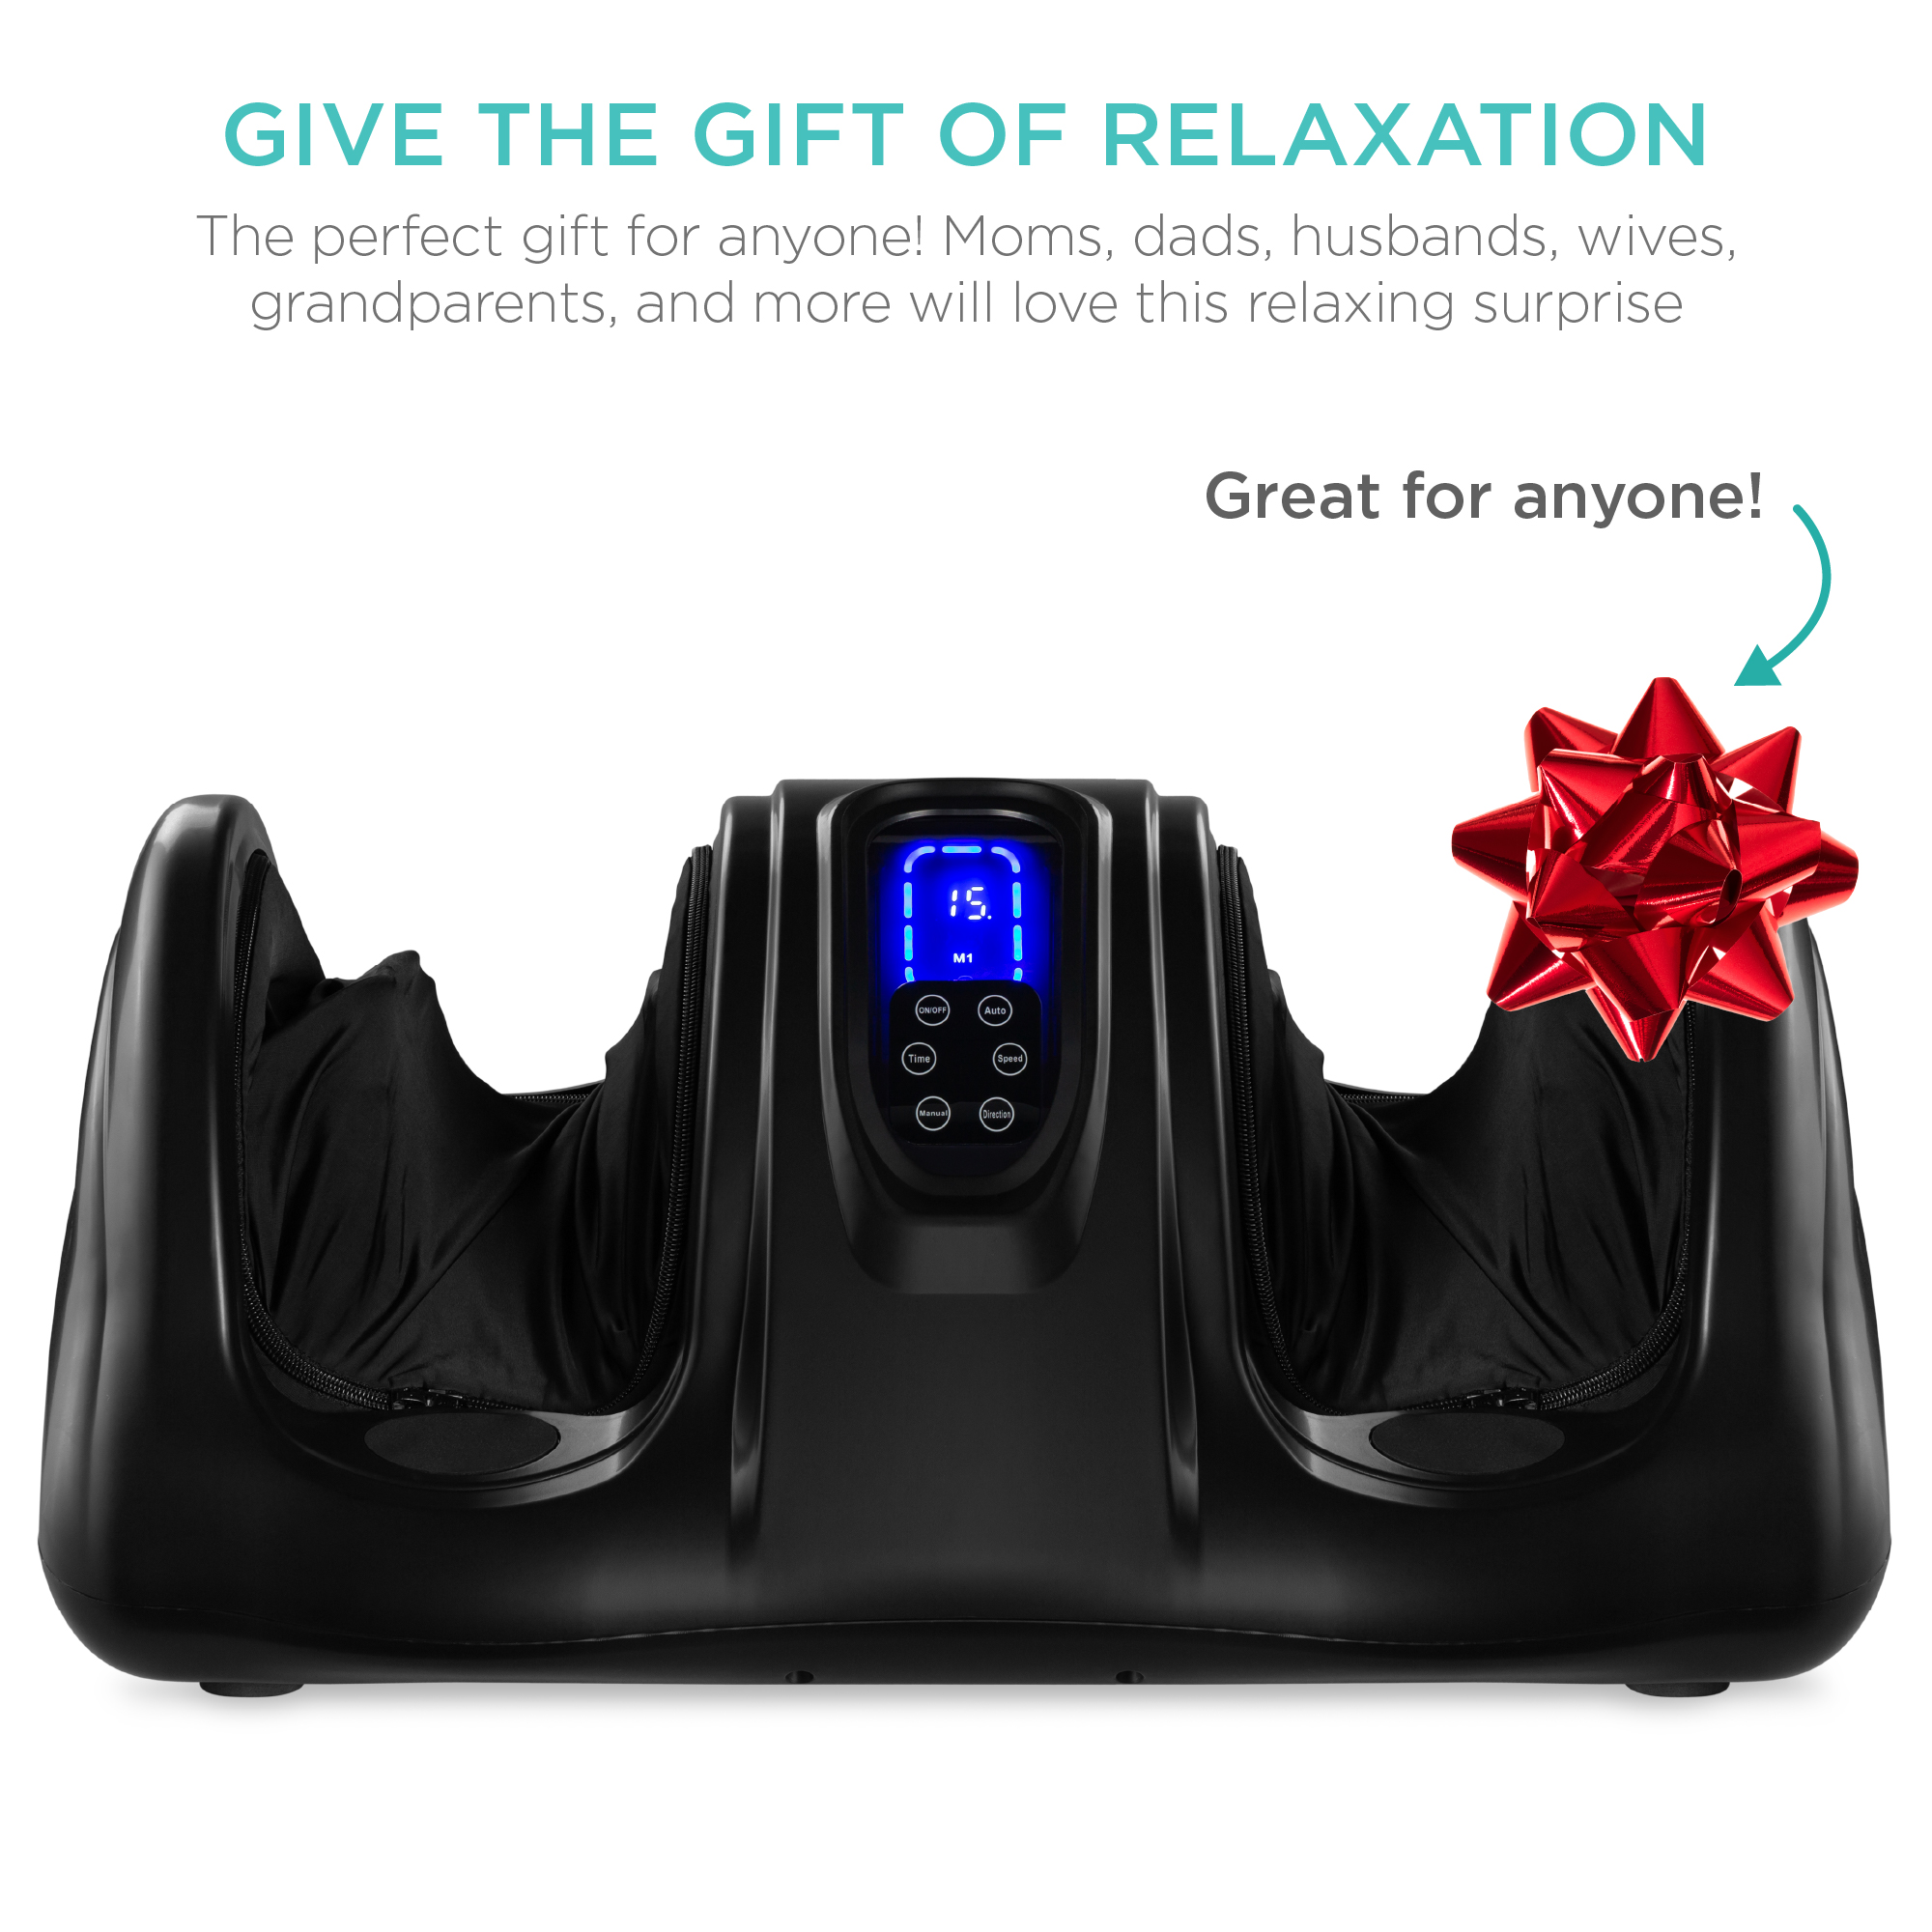 GIVE THE GIFT OF RELAXATION
The perfect gift for anyone! Moms, dads, husbands, wives,
grandparents, and more will love this relaxing surprise
Great for anyone!
15.
M1
ON/OFF Auto
Time Speed
Manual Direction